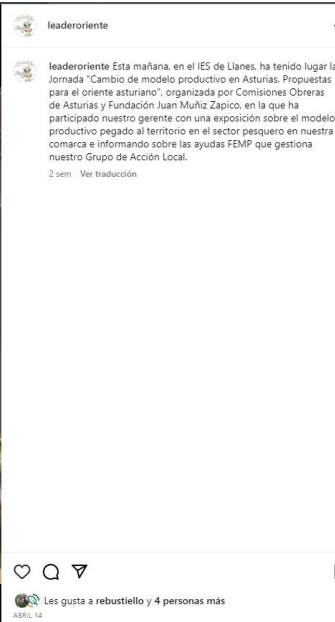 leaderoriente
leaderoriente Esta mañana, en el IES de Llanes, ha tenido lugar la
Jornada "Cambio de modelo productivo en Asturias. Propuestas
para el oriente asturiano", organizada por Comisiones Obreras
de Asturias y Fundación Juan Muñiz Zapico, en la que ha
participado nuestro gerente con una exposición sobre el modelo
productivo pegado al territorio en el sector pesquero en nuestra
comarca e informando sobre las ayudas FEMP que gestiona
nuestro Grupo de Acción Local.
2 sem Ver traducción
Les gusta a rebustiello y 4 personas más
ABRIL 14